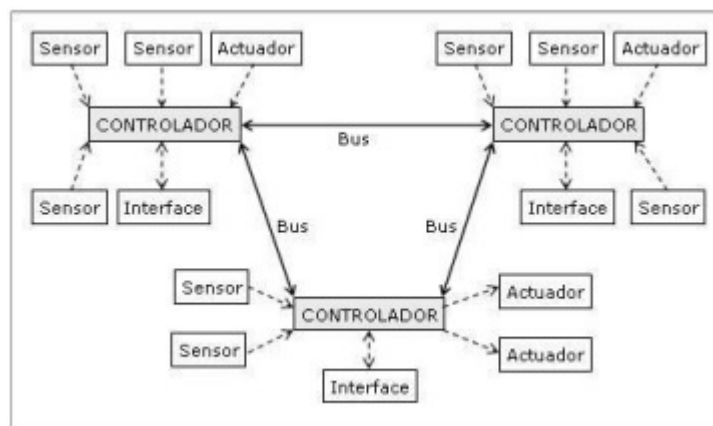 Sensor
Sensor
Actuador
Sensor
Sensor
Actuador
CONTROLADOR
CONTROLADOR
Bus
Sensor
Interface
Interface
Sensor
Bus
Bus
Sensor
Actuador
CONTROLADOR
Sensor
Actuador
Interface